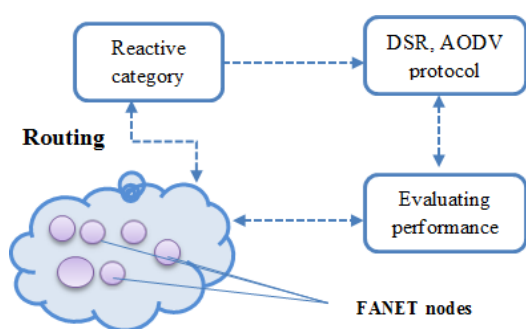 Reactive
category
DSR, AODV
protocol
Routing
Evaluating
performance
FANET nodes